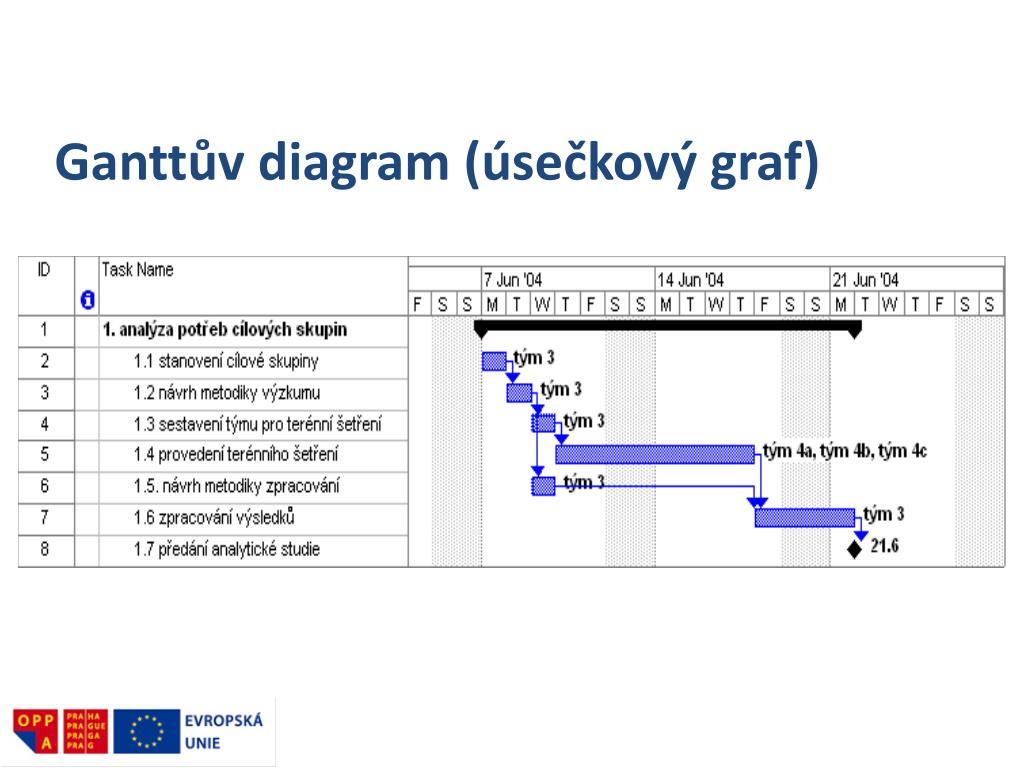 Ganttův diagram (úsečkový graf)
ID Task Name
7 Jun '04 14 Jun '04 21 Jun '04
F S S M T W T F S S M T W T F S S M T W T F S S
1 1. analýza potřeb cílových skupin
2 1.1 stanovení cílové skupiny tým 3
3 1.2 návrh metodiky výzkumu tým 3
4 1.3 sestavení týmu pro terénní šetření tým 3
5 1.4 provedení terénního šetření tým 4a, tým 4b, tým 4c
6 1.5. návrh metodiky zpracování tým 3
7 1.6 zpracování výsledků tým 3
8 1.7 předání analytické studie 21.6
OPP A
PRA HA
PRA GUE
PRA GA
PRA G
EVROPSKÁ
UNIE